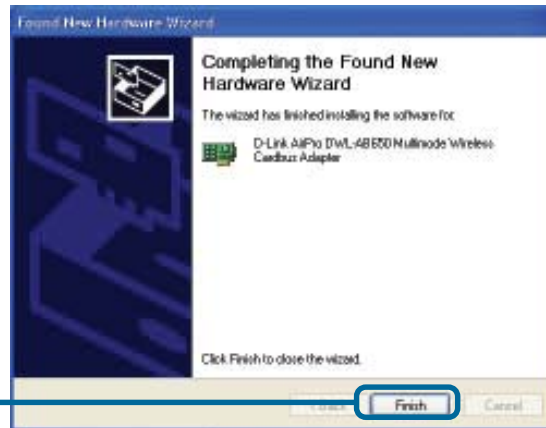 Found New Hardware Wizard
Completing the Found New
Hardware Wizard
The wizard has finished installing the software for:
D-Link AirPro DWL-AB650 Multimode Wireless
Cardbus Adapter
Click Finish to close the wizard.
< Back Finish Cancel